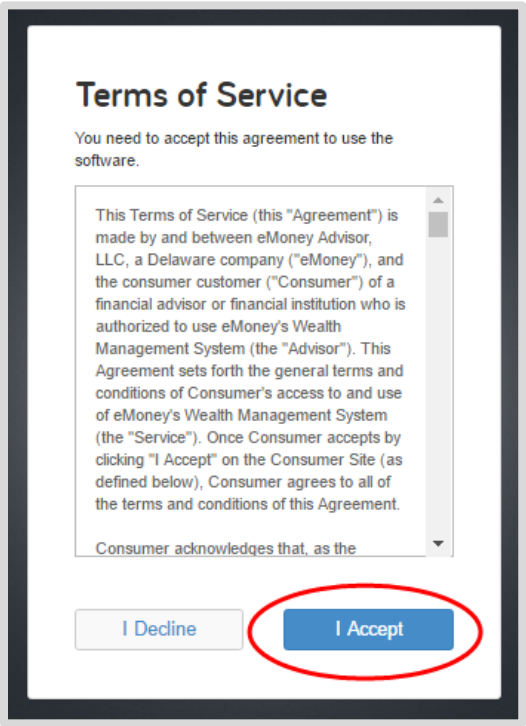 Terms of Service
You need to accept this agreement to use the
software.
This Terms of Service (this "Agreement") is
made by and between eMoney Advisor,
LLC, a Delaware company ("eMoney"), and
the consumer customer ("Consumer") of a
financial advisor or financial institution who is
authorized to use eMoney's Wealth
Management System (the "Advisor"). This
Agreement sets forth the general terms and
conditions of Consumer's access to and use
of eMoney's Wealth Management System
(the "Service"). Once Consumer accepts by
clicking "I Accept" on the Consumer Site (as
defined below), Consumer agrees to all of
the terms and conditions of this Agreement.
Consumer acknowledges that, as the
I Decline
I Accept